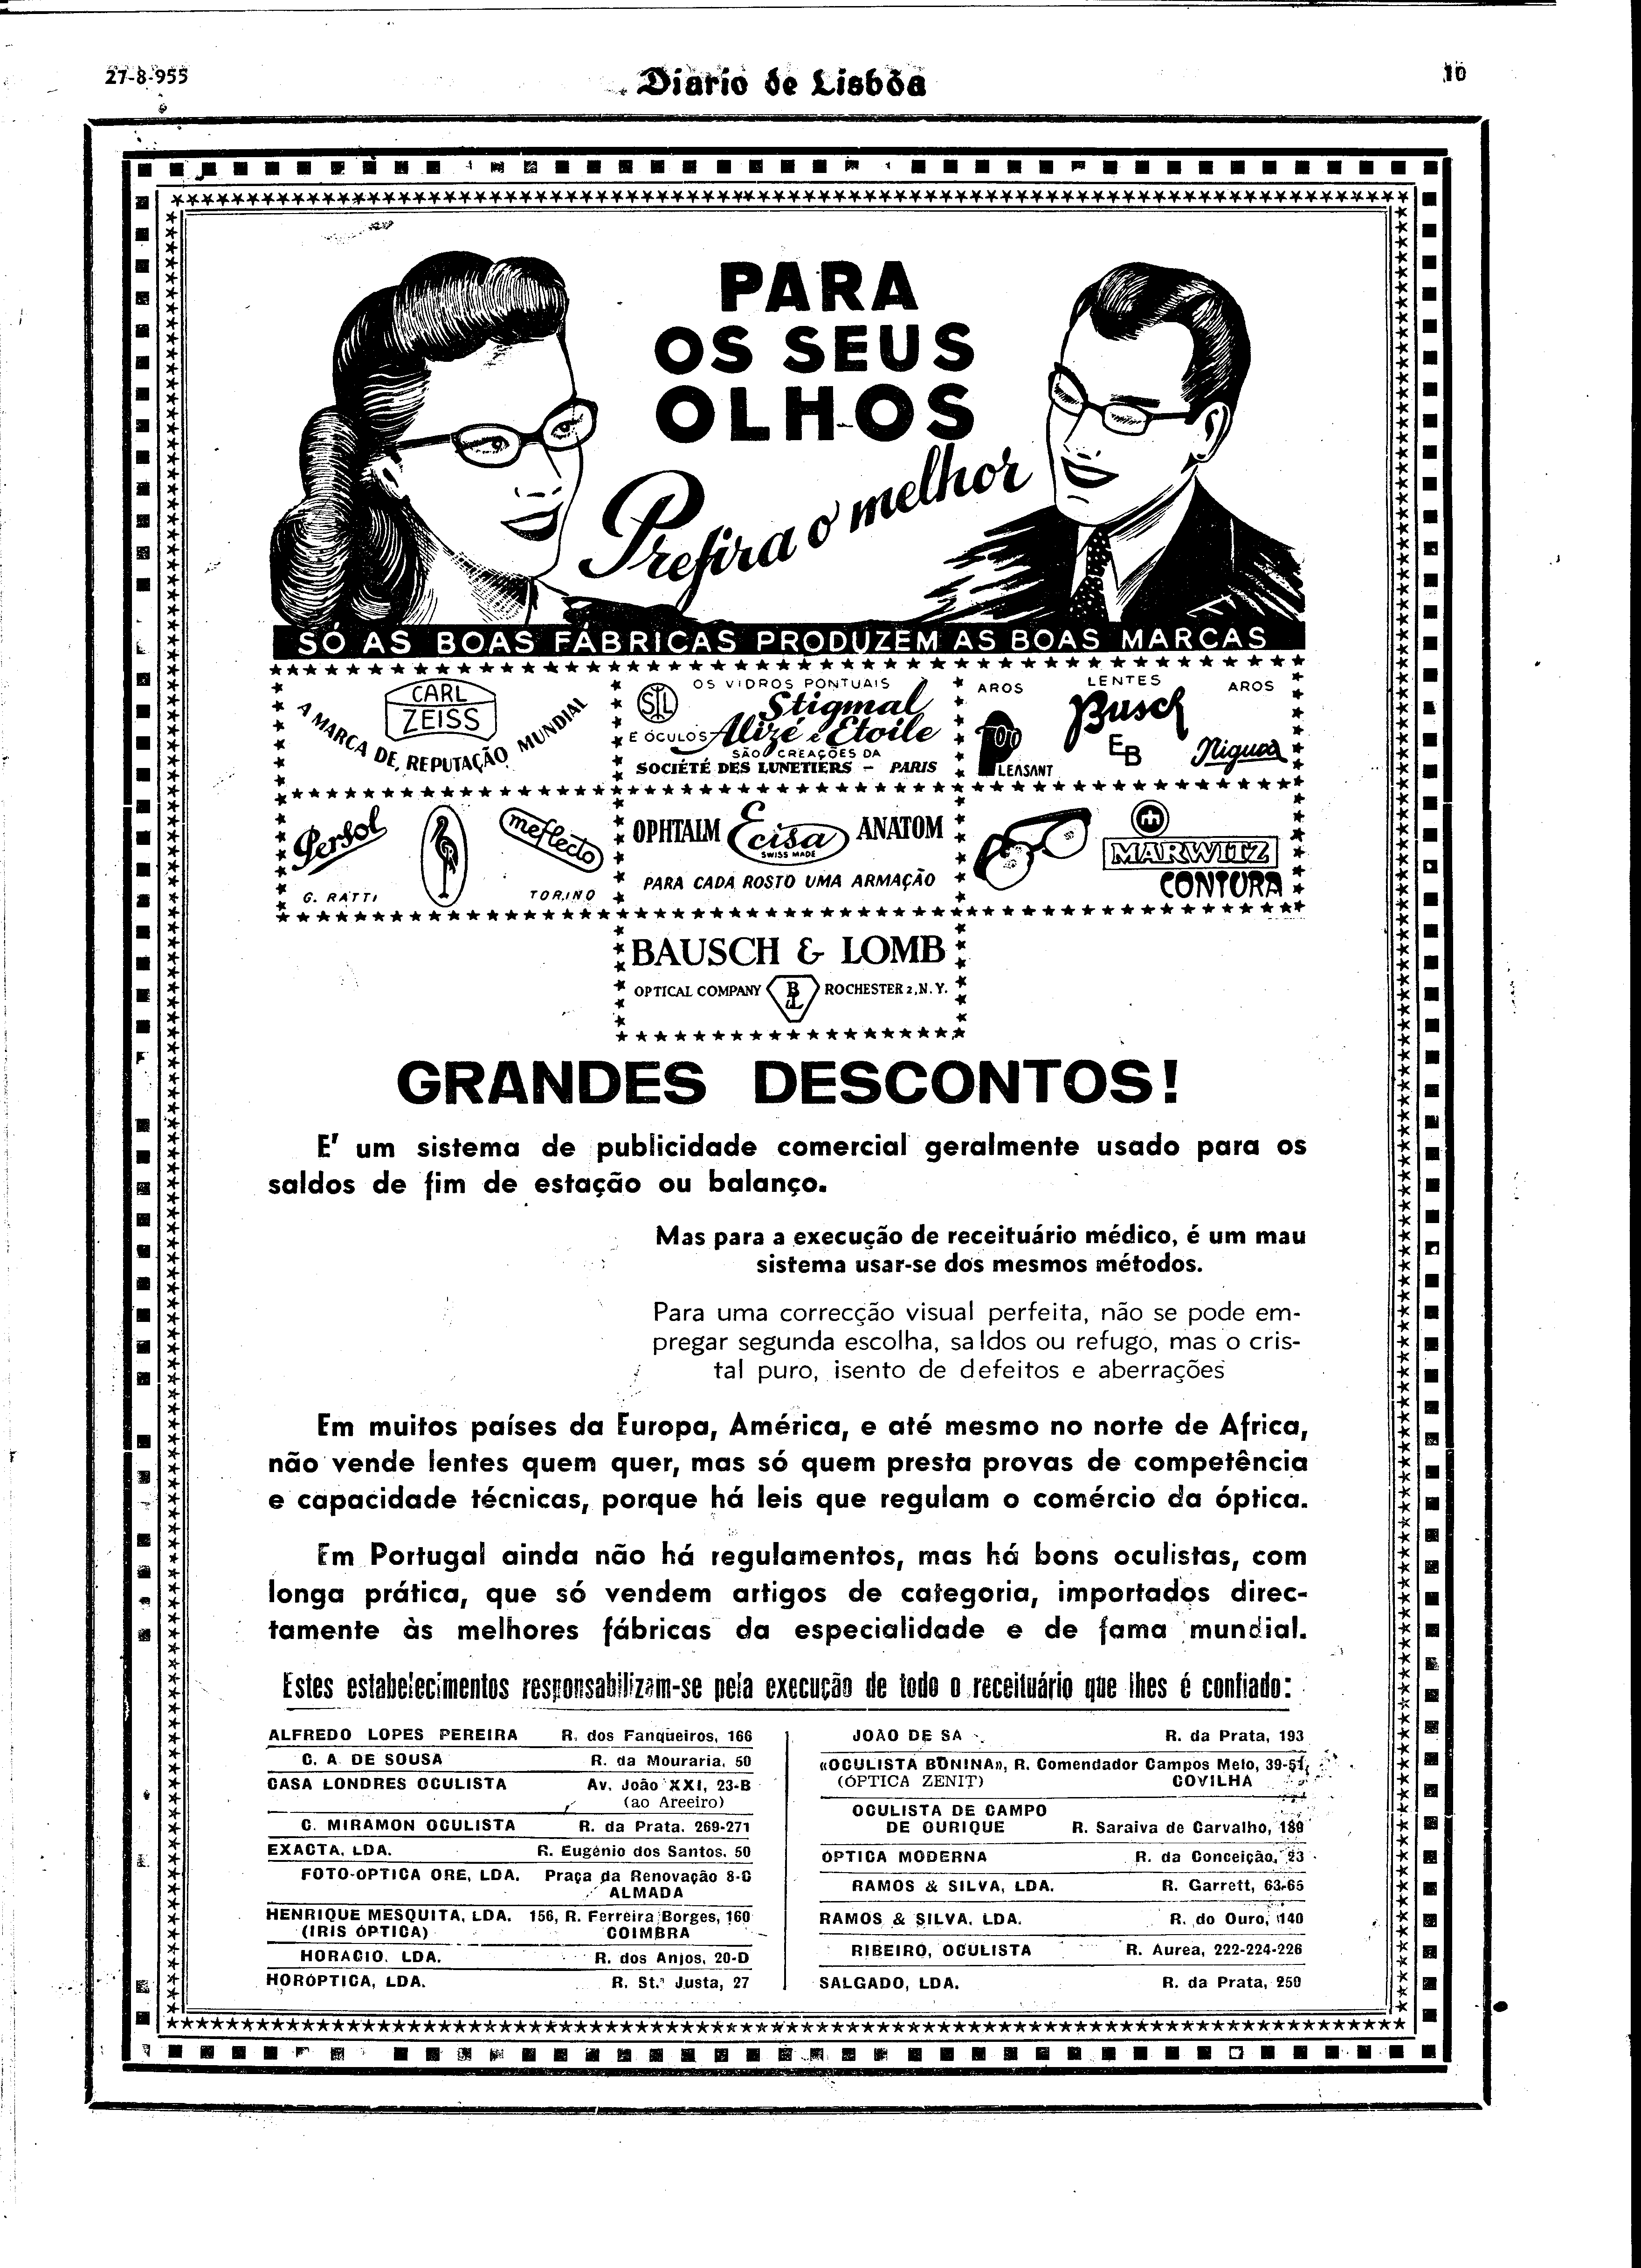 27-8-955
Diario de Lisbôa
10
PARA
OS SEUS
OLHOS
Prefira o melhor
SÓ AS BOAS FÁBRICAS PRODUZEM AS BOAS MARCAS
CARL
ZEISS
A MARCA DE REPUTAÇÃO MUNDIAL
SIL
OS VIDROS PONTUAIS
Stigmal
E ÓCULOS Alizé e Etoile
SÃO CREAÇÕES DA
SOCIÉTÉ DES LUNETIERS – PARIS
AROS
LENTES
AROS
Busch
EB
LEASANT
Nigura
Persol
meflecto
G. RATTI
TORINO
OPHTALM Ecisa ANATOM
SWISS MADE
PARA CADA ROSTO UMA ARMAÇÃO
m
MARWITZ
CONTURA
BAUSCH & LOMB
OPTICAL COMPANY BL ROCHESTER 2, N. Y.
GRANDES DESCONTOS!
E' um sistema de publicidade comercial geralmente usado para os
saldos de fim de estação ou balanço.
Mas para a execução de receituário médico, é um mau
sistema usar-se dos mesmos métodos.
Para uma correcção visual perfeita, não se pode em-
pregar segunda escolha, saldos ou refugo, mas o cris-
tal puro, isento de defeitos e aberrações
Em muitos países da Europa, América, e até mesmo no norte de Africa,
não vende lentes quem quer, mas só quem presta provas de competência
e capacidade técnicas, porque há leis que regulam o comércio da óptica.
Em Portugal ainda não há regulamentos, mas há bons oculistas, com
longa prática, que só vendem artigos de categoria, importados direc-
tamente às melhores fábricas da especialidade e de fama mundial.
Estes estabelecimentos responsabilizam-se pela execução de todo o receituário que lhes é confiado:
ALFREDO LOPES PEREIRA R. dos Fanqueiros, 166
C. A. DE SOUSA R. da Mouraria, 50
CASA LONDRES OCULISTA Av. João XXI, 23-B
(ao Areeiro)
C. MIRAMON OCULISTA R. da Prata, 269-271
EXACTA, LDA. R. Eugénio dos Santos, 50
FOTO-OPTICA ORE, LDA. Praça da Renovação 8-C
ALMADA
HENRIQUE MESQUITA, LDA. 156, R. Ferreira Borges, 160
(IRIS ÓPTICA) COIMBRA
HORACIO, LDA. R. dos Anjos, 20-D
HORÓPTICA, LDA. R. St.ª Justa, 27
JOAO DE SA R. da Prata, 193
«OCULISTA BONINA», R. Comendador Campos Melo, 39-51,
(ÓPTICA ZENIT) COVILHA
OCULISTA DE CAMPO
DE OURIQUE R. Saraiva de Carvalho, 180
ÓPTICA MODERNA R. da Conceição, 23
RAMOS & SILVA, LDA. R. Garrett, 63-65
RAMOS & SILVA, LDA. R. do Ouro, 140
RIBEIRO, OCULISTA R. Aurea, 222-224-226
SALGADO, LDA. R. da Prata, 250